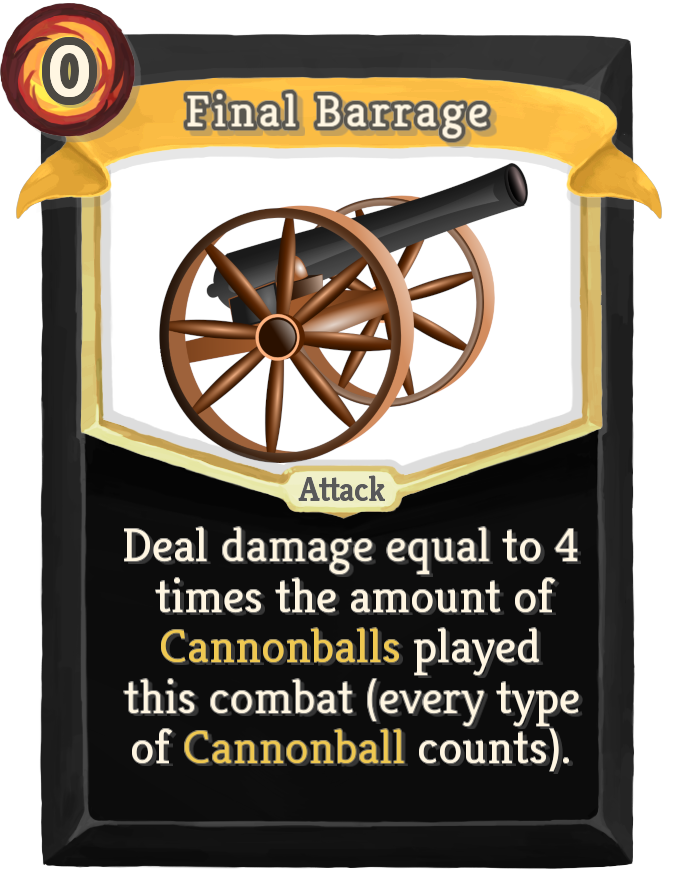 0
Final Barrage
Attack
Deal damage equal to 4
times the amount of
Cannonballs played
this combat (every type
of Cannonball counts).